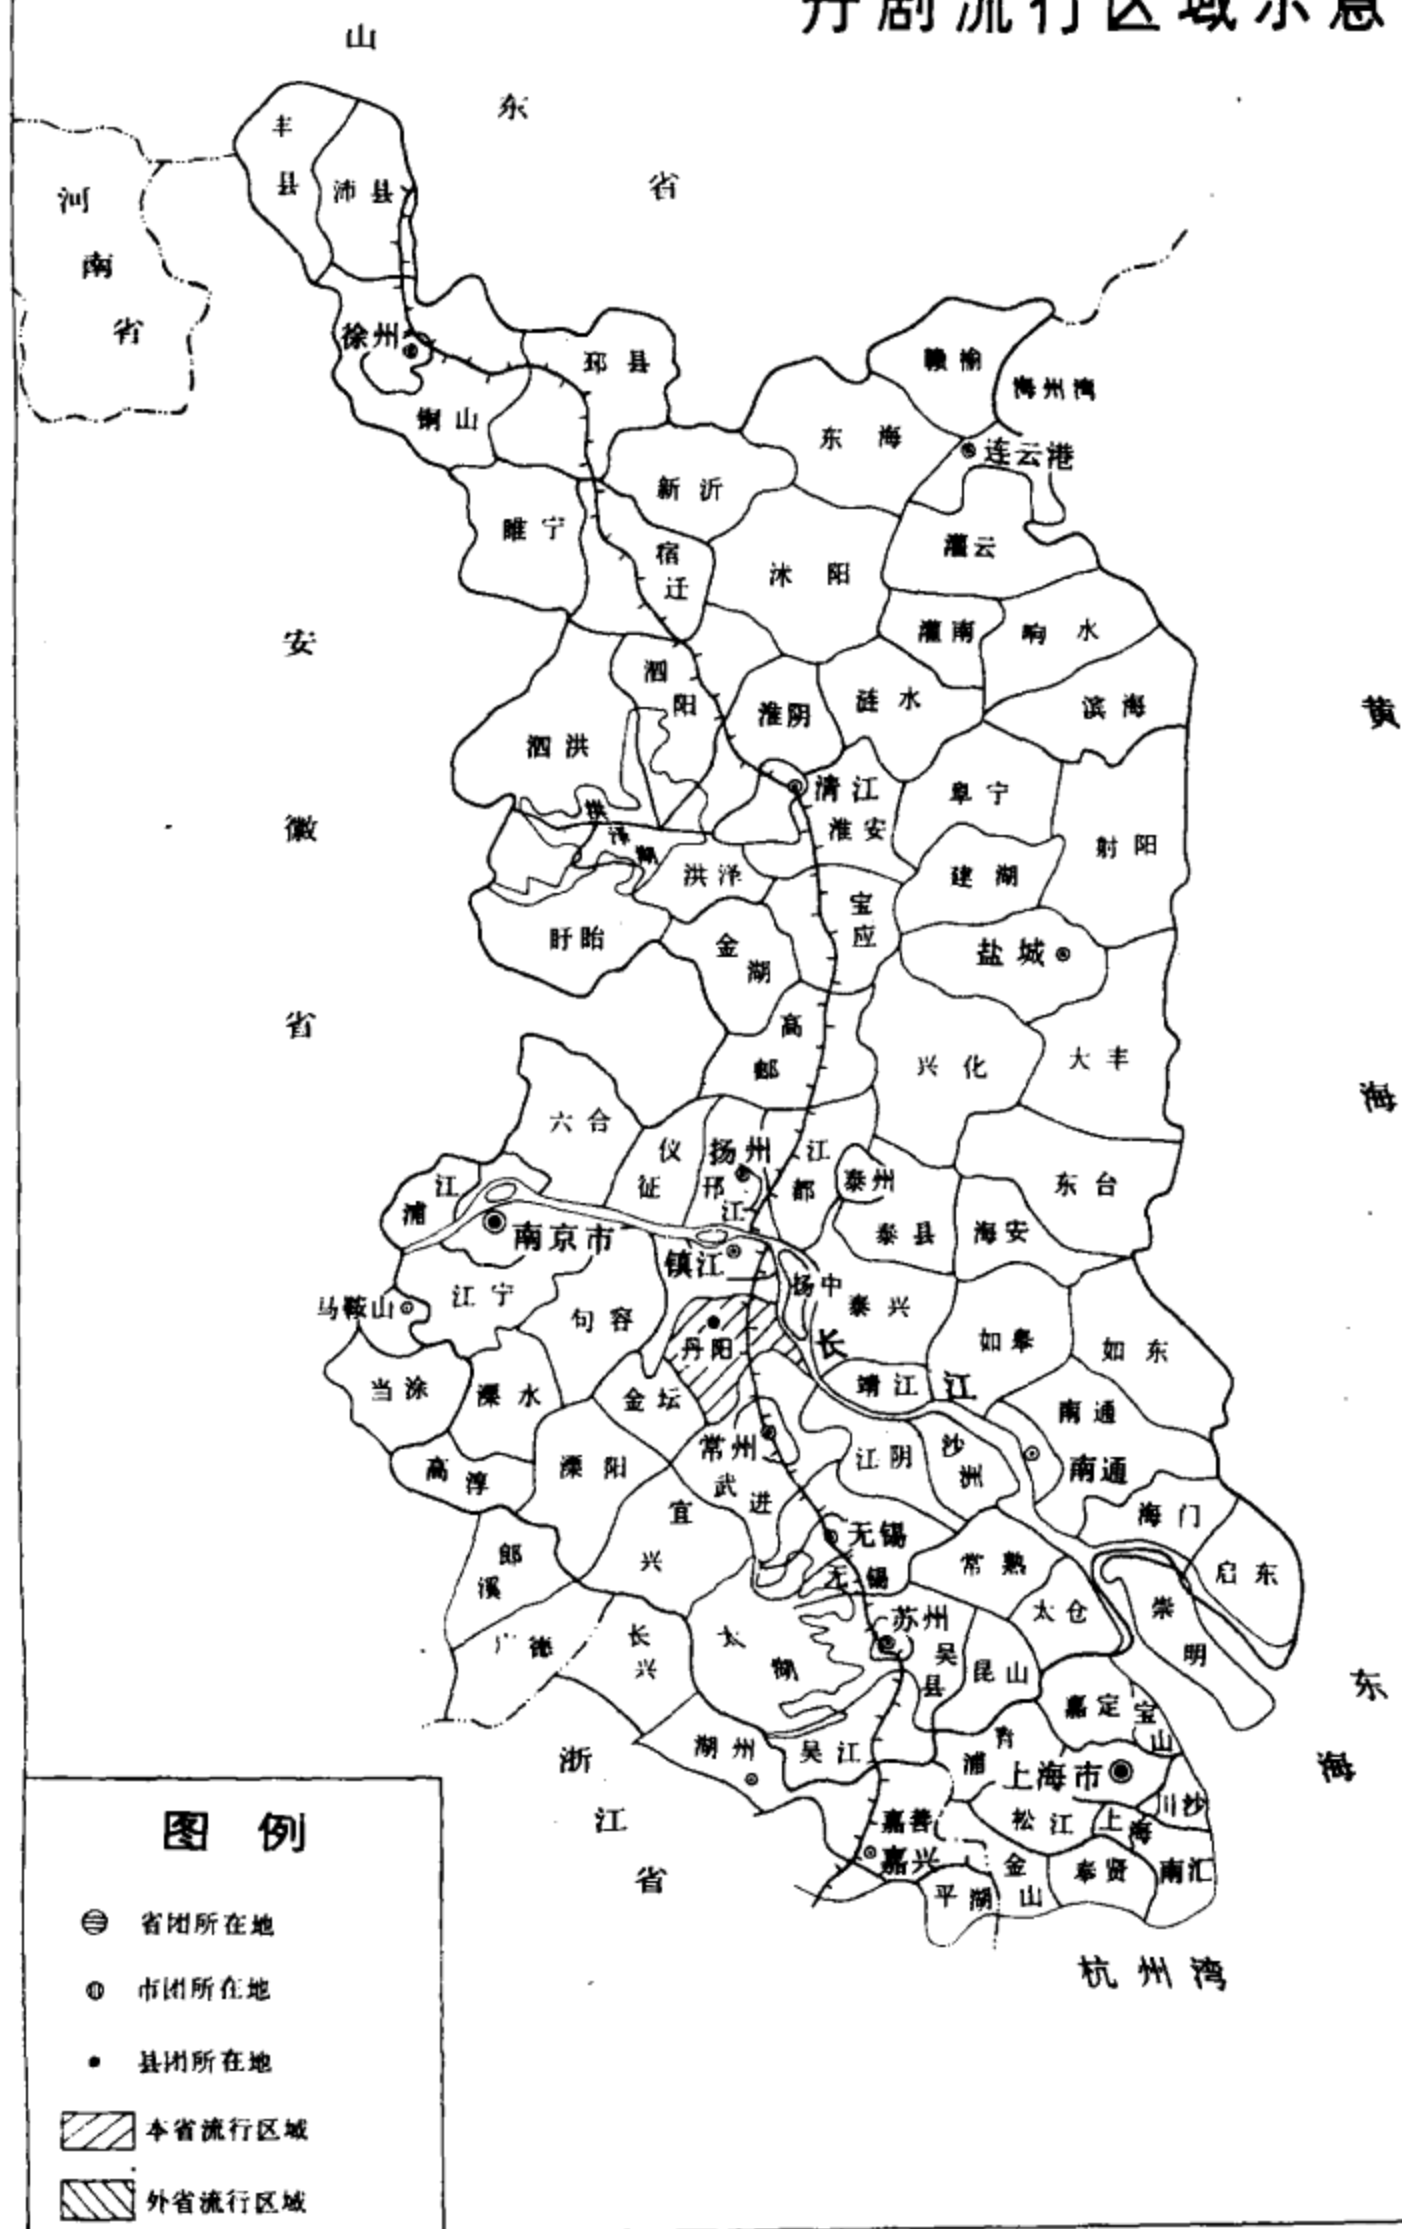 丹剧流行区域示意
山
东
省
河
南
省
丰
县
沛县
徐州
铜山
邳县
赣榆
海州湾
东海
连云港
新沂
睢宁
宿
迁
沭阳
灌云
灌南
响水
滨海
安
徽
省
泗
阳
泗洪
淮阴
涟水
黄
海
清江
淮安
阜宁
射阳
洪
泽
湖
洪泽
建湖
宝
应
盱眙
金
湖
盐城
高
邮
兴化
大丰
六合
仪
征
扬州
邗
江
江
都
泰州
泰县
海安
东台
江
浦
南京市
镇江
扬中
泰兴
江宁
马鞍山
句容
丹阳
长
江
如皋
如东
当涂
溧水
金坛
靖江
南通
高淳
溧阳
常州
武进
江阴
沙
洲
南通
宜
兴
无锡
无锡
海门
启东
常熟
郎
溪
太仓
崇
明
广德
长
兴
太
湖
苏州
吴
县
昆山
嘉定
宝
山
东
海
浙
江
省
湖州
吴江
青
浦
上海市
川沙
嘉善
松江
上海
嘉兴
金
山
奉贤
南汇
平湖
杭州湾
图例
省团所在地
市团所在地
县团所在地
本省流行区域
外省流行区域